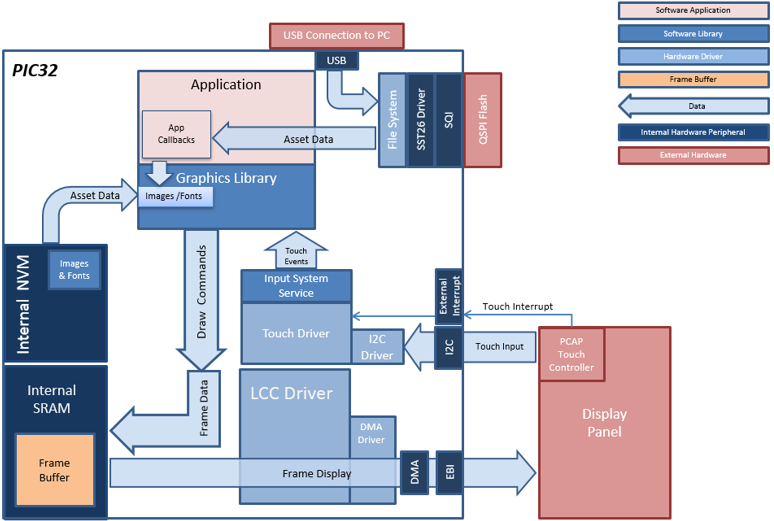 USB Connection to PC
Software Application
Software Library
Hardware Driver
Frame Buffer
Data
Internal Hardware Peripheral
External Hardware
PIC32
USB
Application
App
Callbacks
Asset Data
File System
SST26 Driver
SQI
QSPI Flash
Graphics Library
Images /Fonts
Asset Data
Internal NVM
Images
& Fonts
Draw Commands
Touch
Events
Input System
Service
Touch Driver
I2C
Driver
External
Interrupt
I2C
Touch Interrupt
Touch Input
PCAP
Touch
Controller
Display
Panel
Internal
SRAM
Frame
Buffer
Frame Data
LCC Driver
DMA
Driver
Frame Display
DMA
EBI